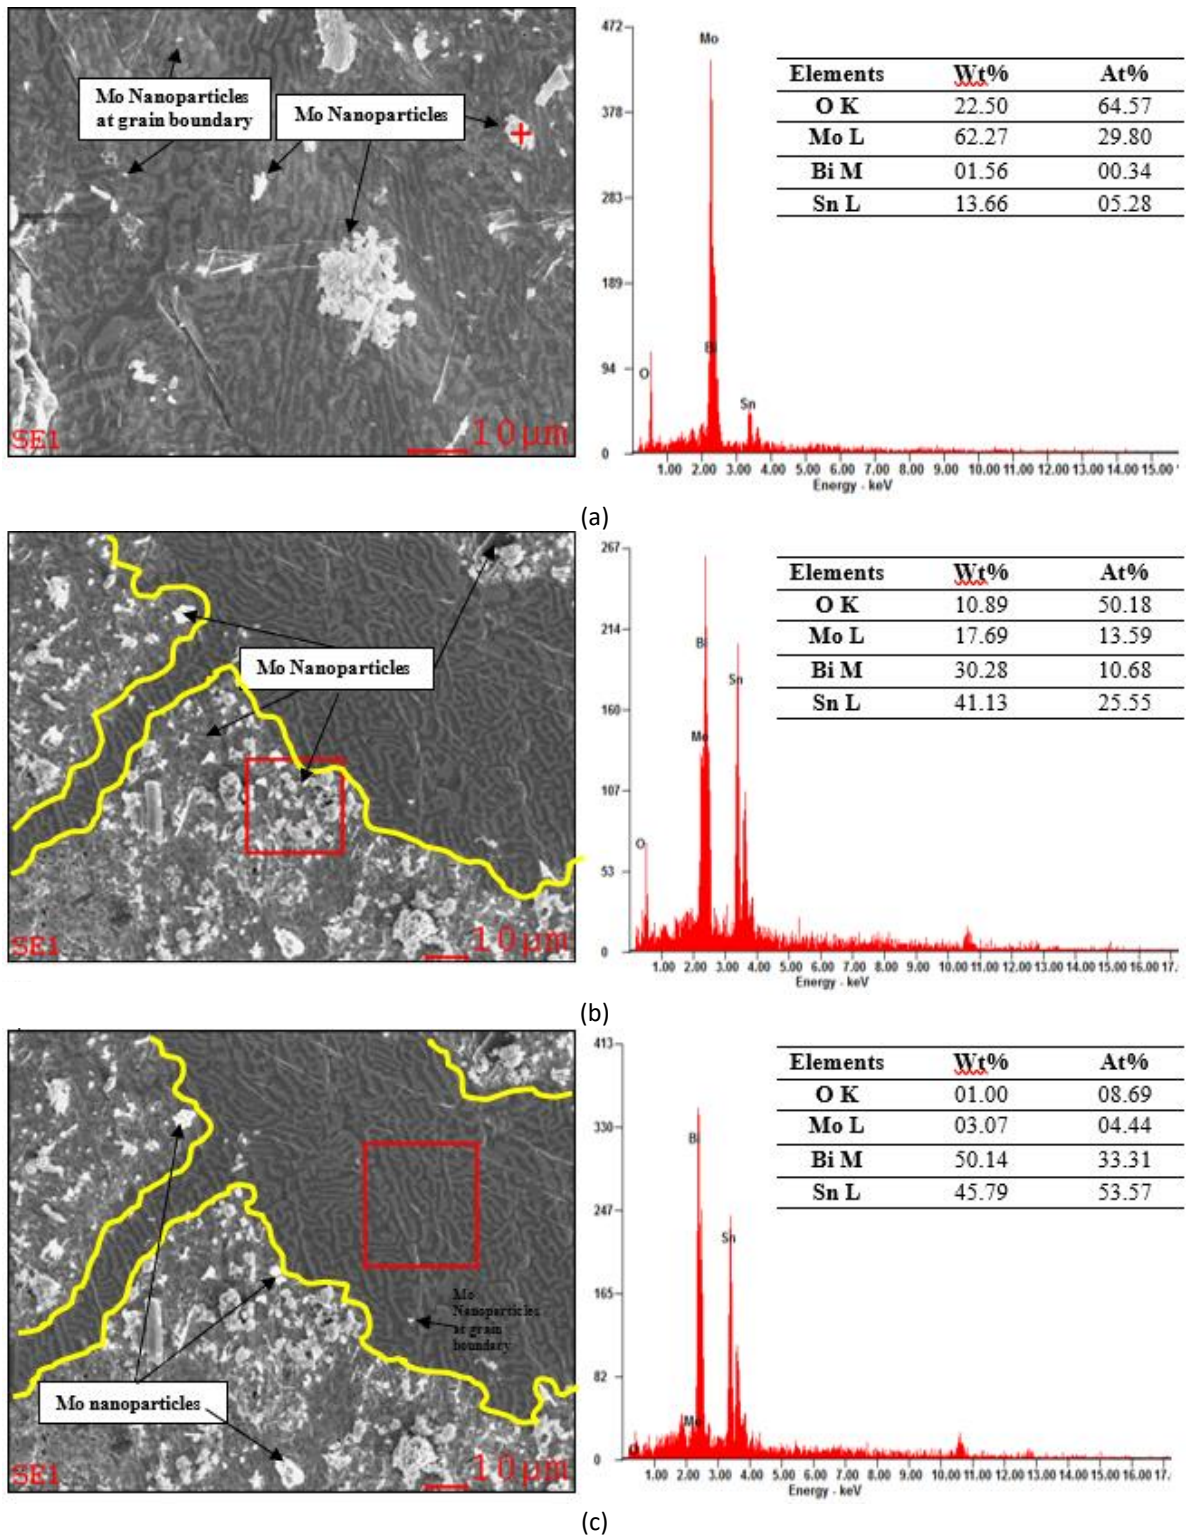 Mo Nanoparticles
at grain boundary
Mo Nanoparticles
SE1
10μm
472
378
283
189
94
0
Mo
Bi
O
Sn
1.00 2.00 3.00 4.00 5.00 6.00 7.00 8.00 9.00 10.00 11.00 12.00 13.00 14.00 15.00
Energy - keV
Elements Wt% At%
O K 22.50 64.57
Mo L 62.27 29.80
Bi M 01.56 00.34
Sn L 13.66 05.28
(a)
Mo Nanoparticles
SE1
10μm
267
214
160
107
53
0
Bi
Sn
Mo
O
1.00 2.00 3.00 4.00 5.00 6.00 7.00 8.00 9.00 10.00 11.00 12.00 13.00 14.00 15.00 16.00 17.
Energy - keV
Elements Wt% At%
O K 10.89 50.18
Mo L 17.69 13.59
Bi M 30.28 10.68
Sn L 41.13 25.55
(b)
Mo
Nanoparticles
at grain
boundary
Mo nanoparticles
SE1
10μm
413
330
247
165
82
0
Bi
Sn
Mo
O
1.00 2.00 3.00 4.00 5.00 6.00 7.00 8.00 9.00 10.00 11.00 12.00 13.00 14.00 15.00 16.00 17.
Energy - keV
Elements Wt% At%
O K 01.00 08.69
Mo L 03.07 04.44
Bi M 50.14 33.31
Sn L 45.79 53.57
(c)